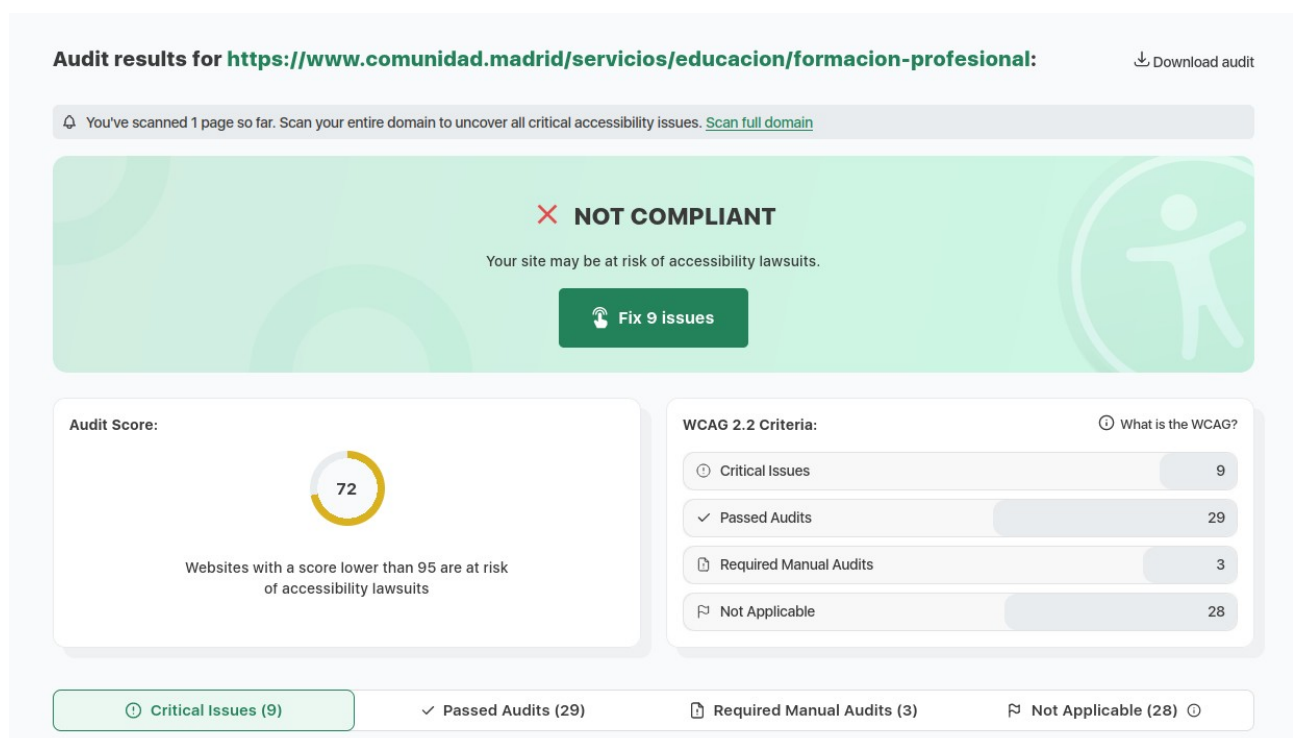 Audit results for https://www.comunidad.madrid/servicios/educacion/formacion-profesional:
Download audit
You've scanned 1 page so far. Scan your entire domain to uncover all critical accessibility issues. Scan full domain
NOT COMPLIANT
Your site may be at risk of accessibility lawsuits.
Fix 9 issues
Audit Score:
72
Websites with a score lower than 95 are at risk
of accessibility lawsuits
WCAG 2.2 Criteria:
What is the WCAG?
Critical Issues 9
Passed Audits 29
Required Manual Audits 3
Not Applicable 28
Critical Issues (9)
Passed Audits (29)
Required Manual Audits (3)
Not Applicable (28)